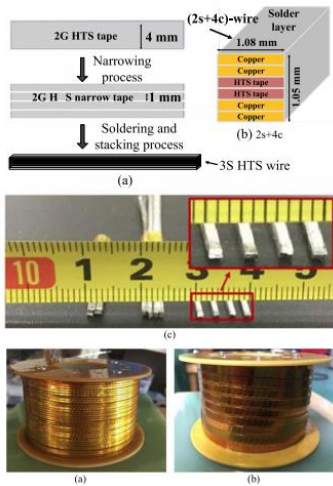 2G HTS tape
4 mm
Narrowing
process
2G H S narrow tape
1 mm
Soldering and
stacking process
3S HTS wire
(a)
(2s+4c)-wire
Solder
layer
1.08 mm
Copper
Copper
HTS tape
HTS tape
Copper
Copper
1.05 mm
(b) 2s+4c
10 1 2 3 4 5
(c)
(a)
(b)